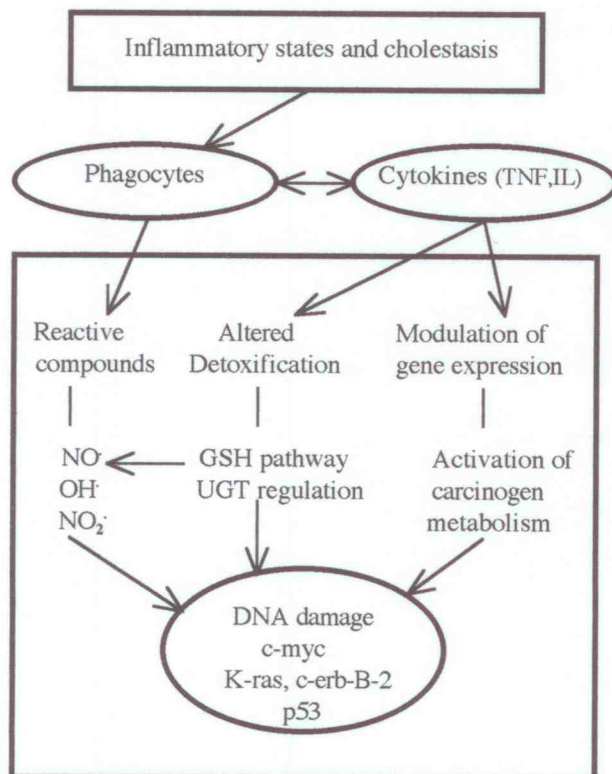 Inflammatory states and cholestasis
Phagocytes
Cytokines (TNF,IL)
Reactive
compounds
Altered
Detoxification
Modulation of
gene expression
NO·
OH·
NO₂·
GSH pathway
UGT regulation
Activation of
carcinogen
metabolism
DNA damage
c-myc
K-ras, c-erb-B-2
p53